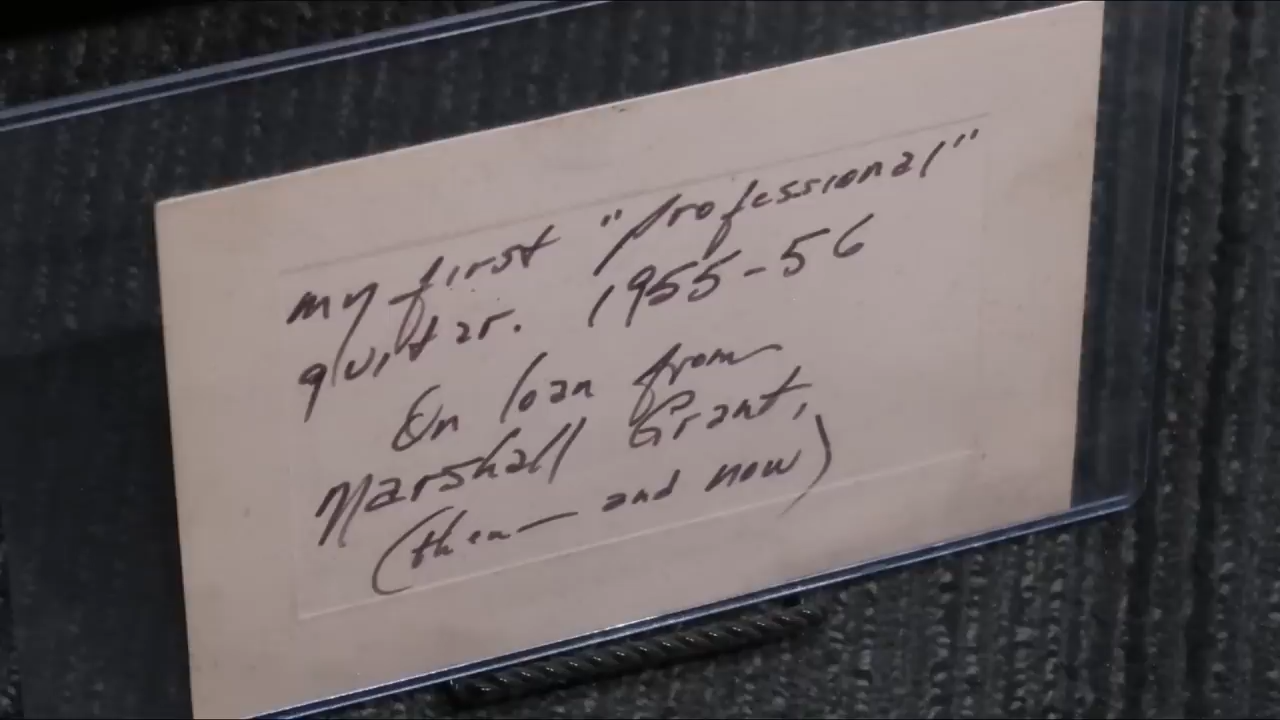 my first "professional"
guitar. 1955-56
On loan from
Marshall Grant,
(then — and now)